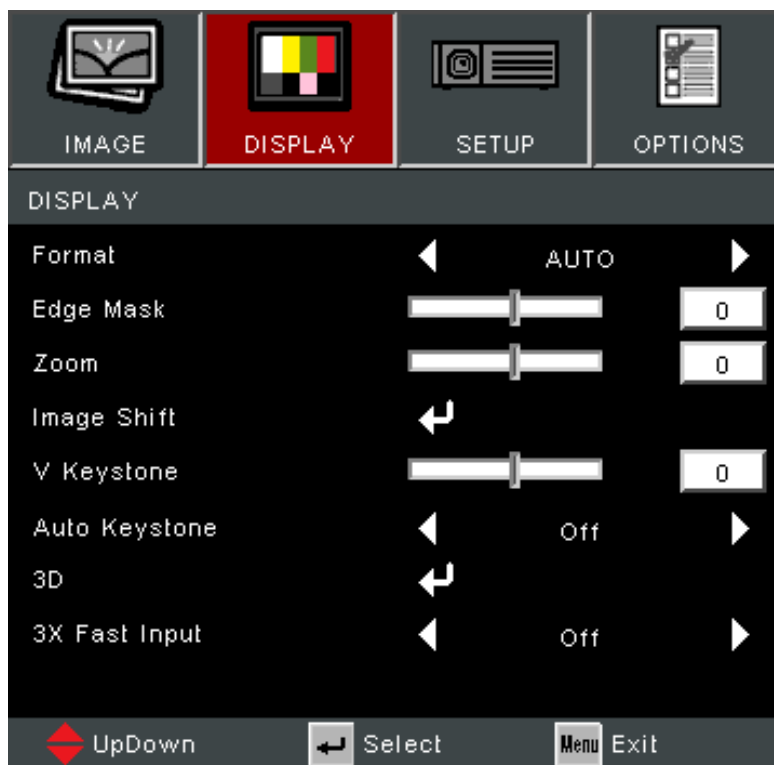 IMAGE DISPLAY SETUP OPTIONS
DISPLAY
Format AUTO
Edge Mask 0
Zoom 0
Image Shift
V Keystone 0
Auto Keystone Off
3D
3X Fast Input Off
UpDown Select Menu Exit